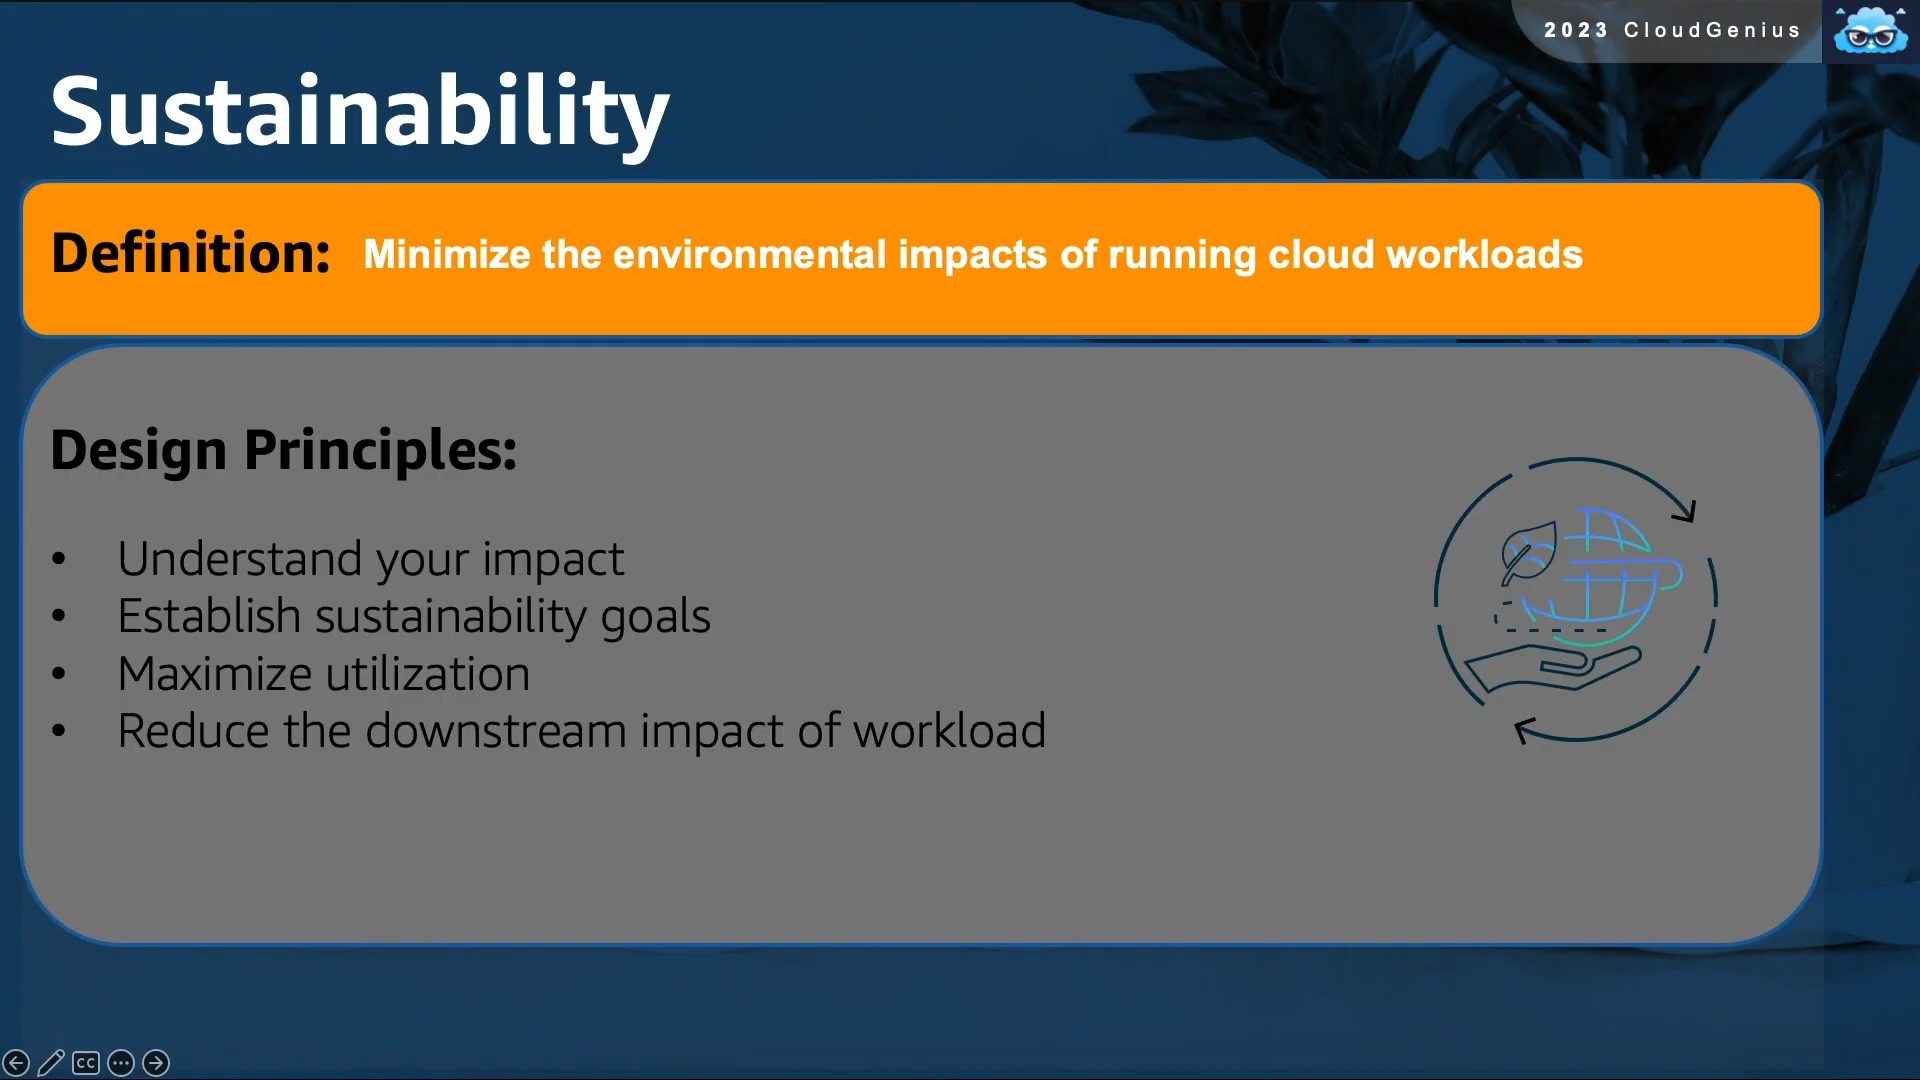 2023 CloudGenius
Sustainability
Definition: Minimize the environmental impacts of running cloud workloads
Design Principles:
• Understand your impact
• Establish sustainability goals
• Maximize utilization
• Reduce the downstream impact of workload
CC